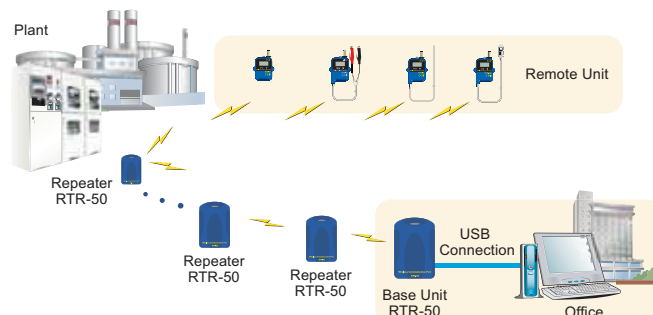 Plant
Remote Unit
Repeater
RTR-50
Repeater
RTR-50
Repeater
RTR-50
USB
Connection
Base Unit
RTR-50
Office